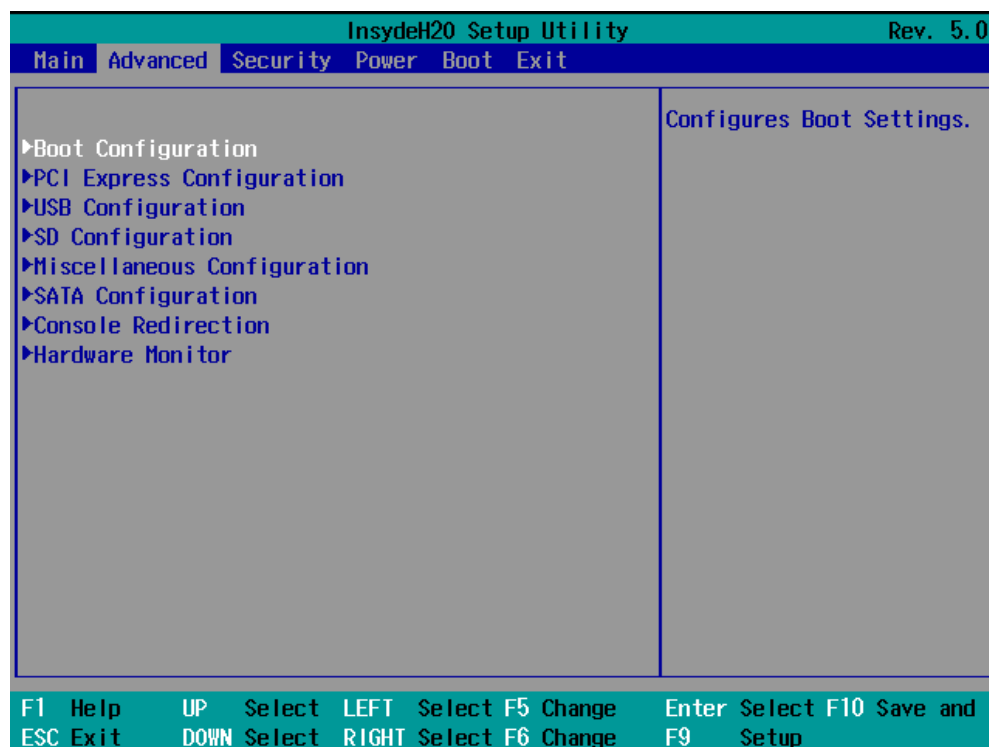 InsydeH20 Setup Utility Rev. 5.0
Main Advanced Security Power Boot Exit
Configures Boot Settings.
▶Boot Configuration
▶PCI Express Configuration
▶USB Configuration
▶SD Configuration
▶Miscellaneous Configuration
▶SATA Configuration
▶Console Redirection
▶Hardware Monitor
F1 Help UP Select LEFT Select F5 Change Enter Select F10 Save and
ESC Exit DOWN Select RIGHT Select F6 Change F9 Setup